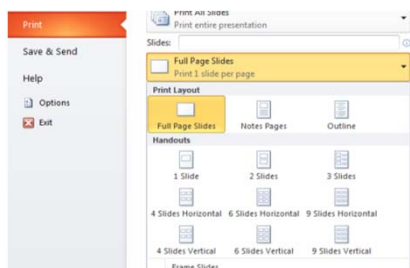 Print
Save & Send
Help
Options
Exit
Print All Slides
Print entire presentation
Slides:
Full Page Slides
Print 1 slide per page
Print Layout
Full Page Slides Notes Pages Outline
Handouts
1 Slide 2 Slides 3 Slides
4 Slides Horizontal 6 Slides Horizontal 9 Slides Horizontal
4 Slides Vertical 6 Slides Vertical 9 Slides Vertical
Frame Slides